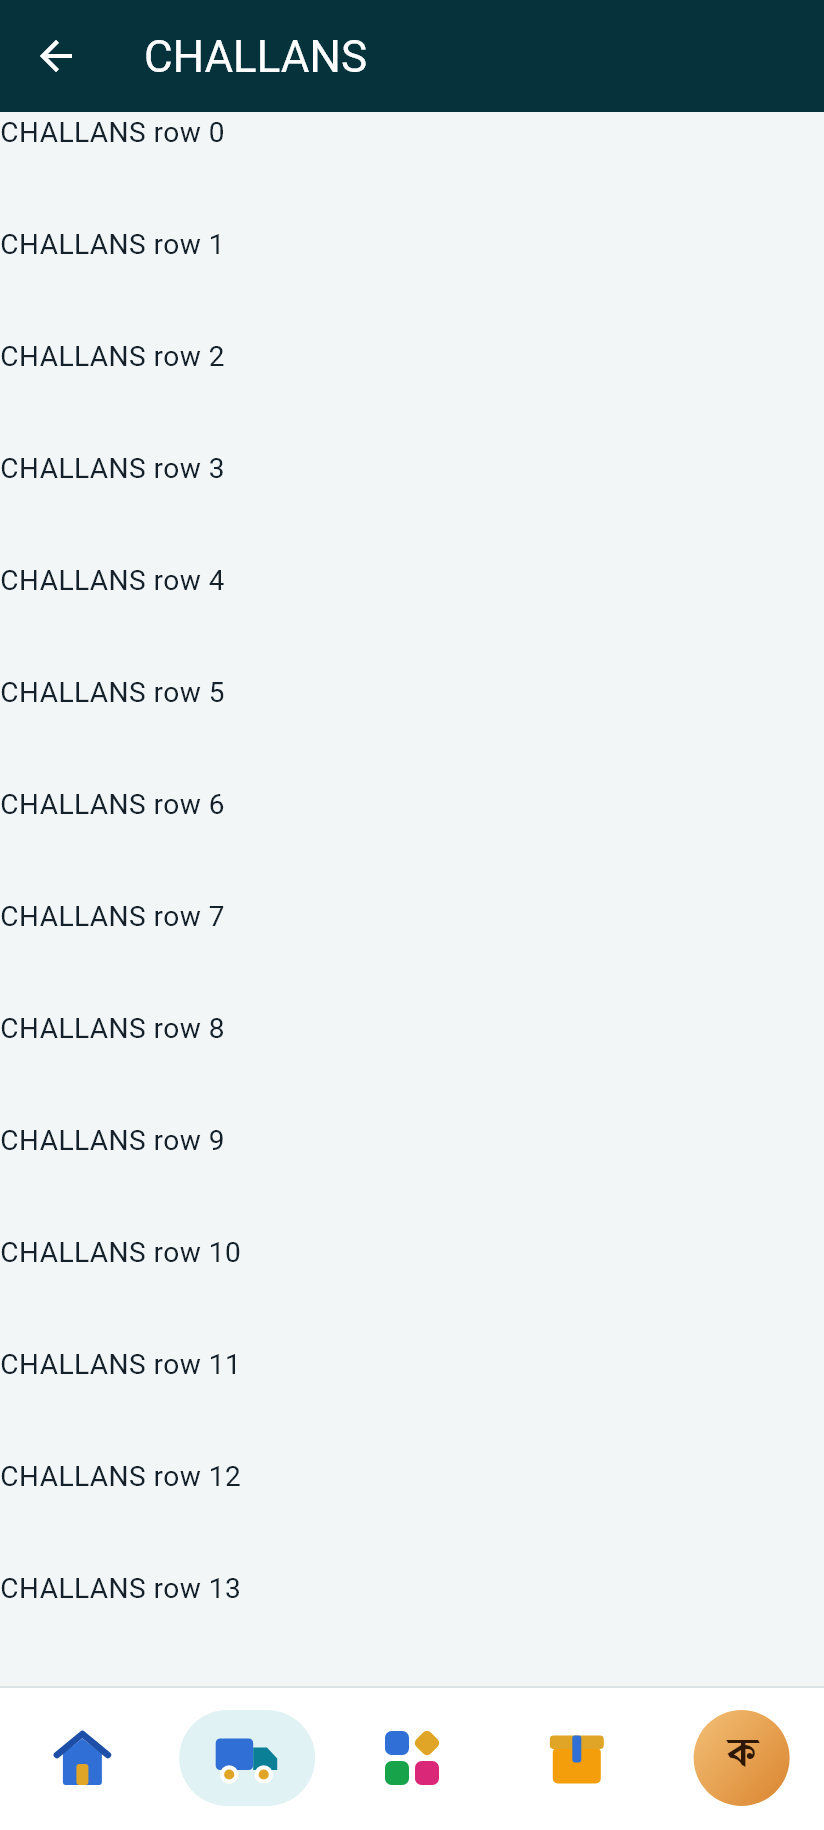 CHALLANS
CHALLANS row 0
CHALLANS row 1
CHALLANS row 2
CHALLANS row 3
CHALLANS row 4
CHALLANS row 5
CHALLANS row 6
CHALLANS row 7
CHALLANS row 8
CHALLANS row 9
CHALLANS row 10
CHALLANS row 11
CHALLANS row 12
CHALLANS row 13
ক